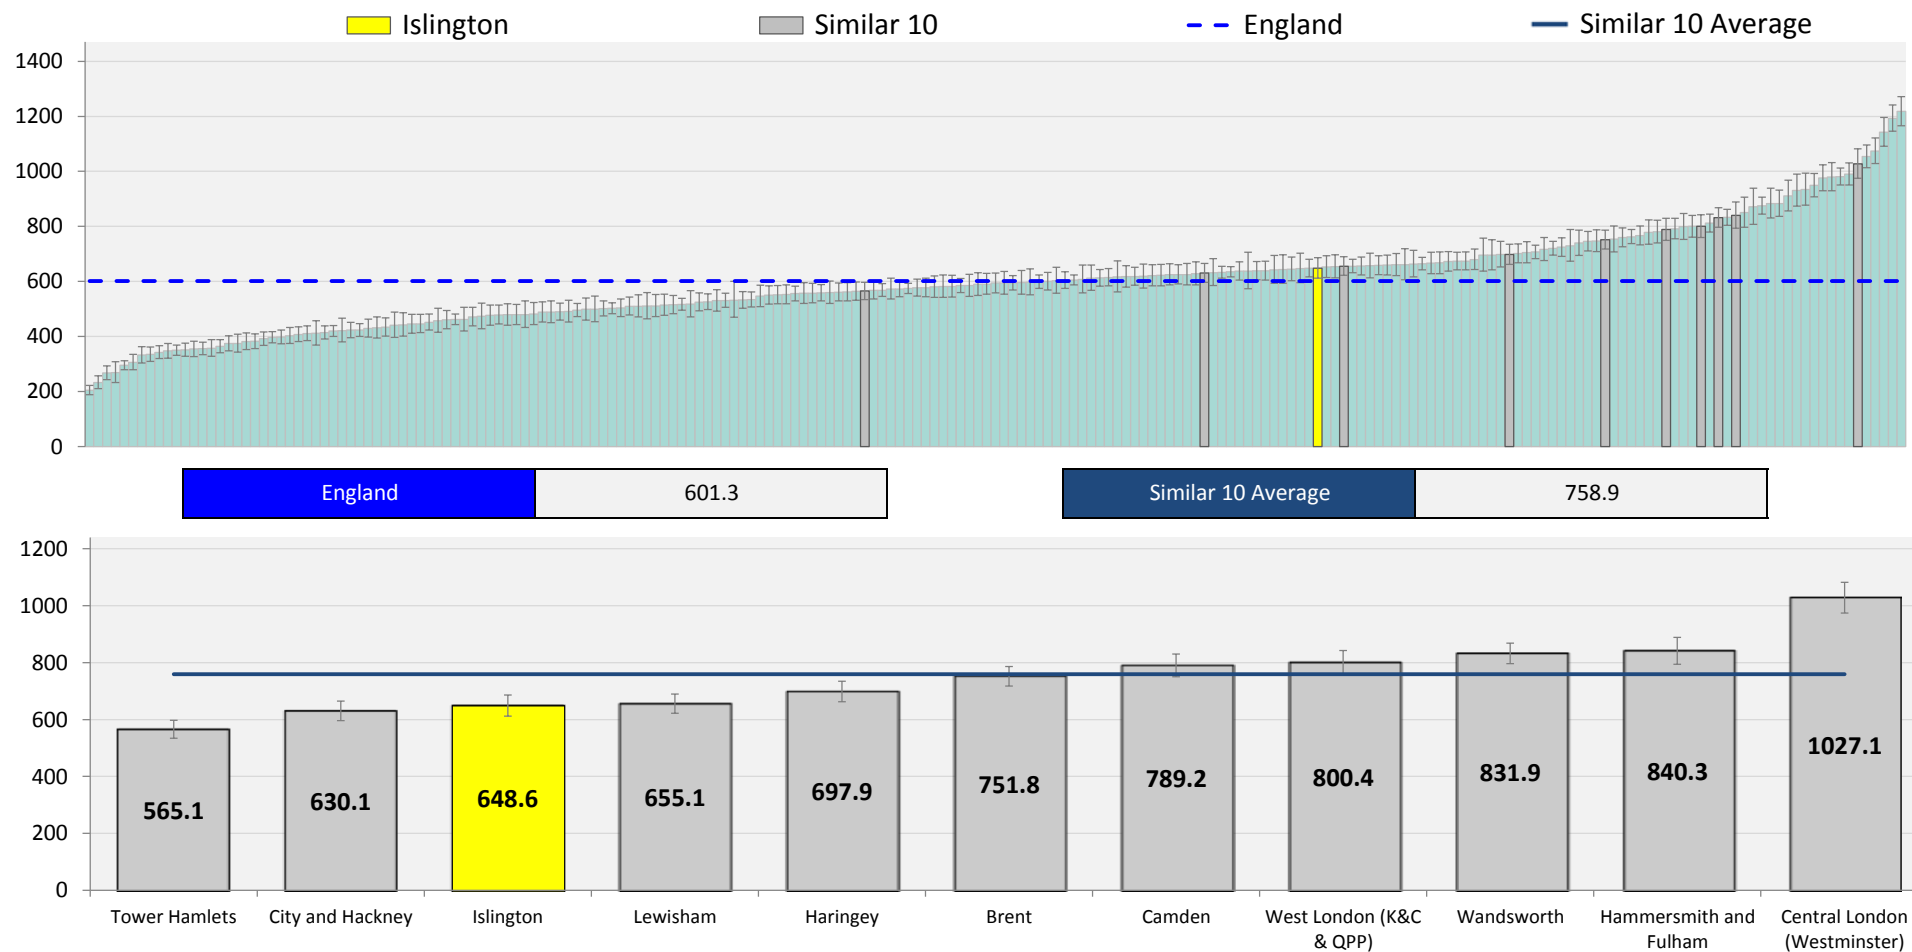 Islington
Similar 10
England
Similar 10 Average
1400
1200
1000
800
600
400
200
0
England
601.3
Similar 10 Average
758.9
1200
1000
800
600
400
200
0
565.1
630.1
648.6
655.1
697.9
751.8
789.2
800.4
831.9
840.3
1027.1
Tower Hamlets
City and Hackney
Islington
Lewisham
Haringey
Brent
Camden
West London (K&C
& QPP)
Wandsworth
Hammersmith and
Fulham
Central London
(Westminster)